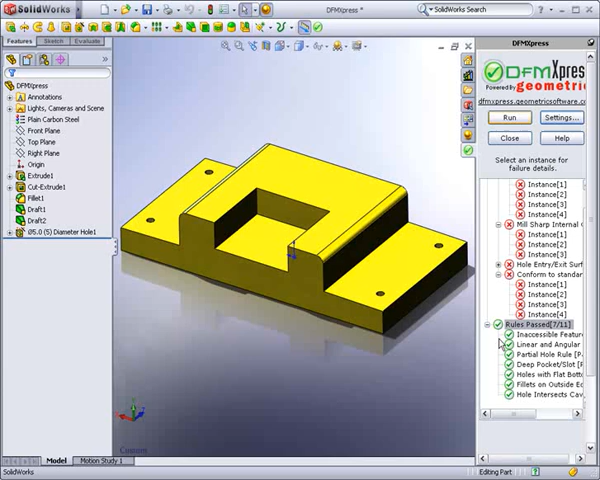 SolidWorks
DFMXpress *
SolidWorks Search
Features
Sketch
Evaluate
DFMXpress
Annotations
Lights, Cameras and Scene
Plain Carbon Steel
Front Plane
Top Plane
Right Plane
Origin
Extrude1
Cut-Extrude1
Fillet1
Draft1
Draft2
Ø5.0 (5) Diameter Hole1
Custom
DFMXpress
DFMXpres
Powered By geometric
dfmxpress.geometricsoftware.co
Run
Settings...
Close
Help
Select an instance for
failure details.
Instance[1]
Instance[2]
Instance[3]
Instance[4]
Mill Sharp Internal C
Instance[1]
Instance[2]
Instance[3]
Hole Entry/Exit Surf
Conform to standar
Instance[1]
Instance[2]
Instance[3]
Instance[4]
Rules Passed[7/11]
Inaccessible Feature
Linear and Angular
Partial Hole Rule [P
Deep Pocket/Slot [P
Holes with Flat Bott
Fillets on Outside Ed
Hole Intersects Cav
Model
Motion Study 1
SolidWorks
Editing Part